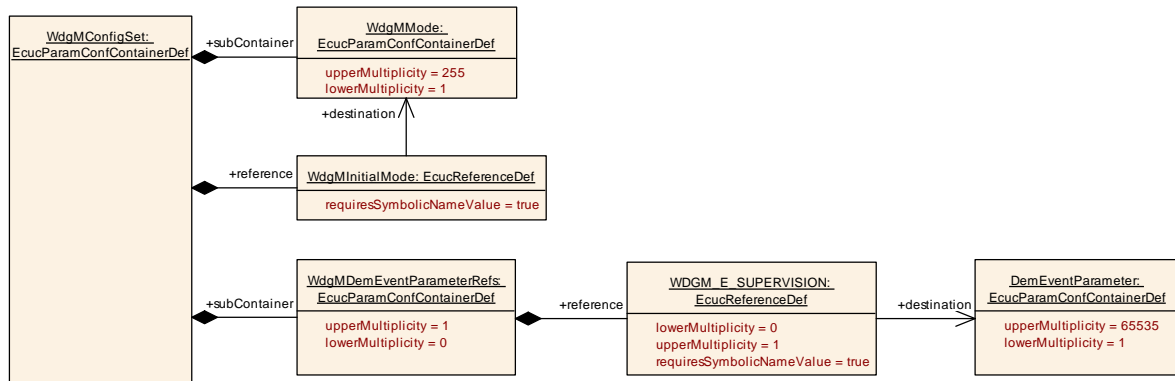 WdgMConfigSet:
EcucParamConfContainerDef
+subContainer
WdgMMode:
EcucParamConfContainerDef
upperMultiplicity = 255
lowerMultiplicity = 1
+destination
+reference
WdgMInitialMode: EcucReferenceDef
requiresSymbolicNameValue = true
+subContainer
WdgMDemEventParameterRefs:
EcucParamConfContainerDef
upperMultiplicity = 1
lowerMultiplicity = 0
+reference
WDGM_E_SUPERVISION:
EcucReferenceDef
lowerMultiplicity = 0
upperMultiplicity = 1
requiresSymbolicNameValue = true
+destination
DemEventParameter:
EcucParamConfContainerDef
upperMultiplicity = 65535
lowerMultiplicity = 1